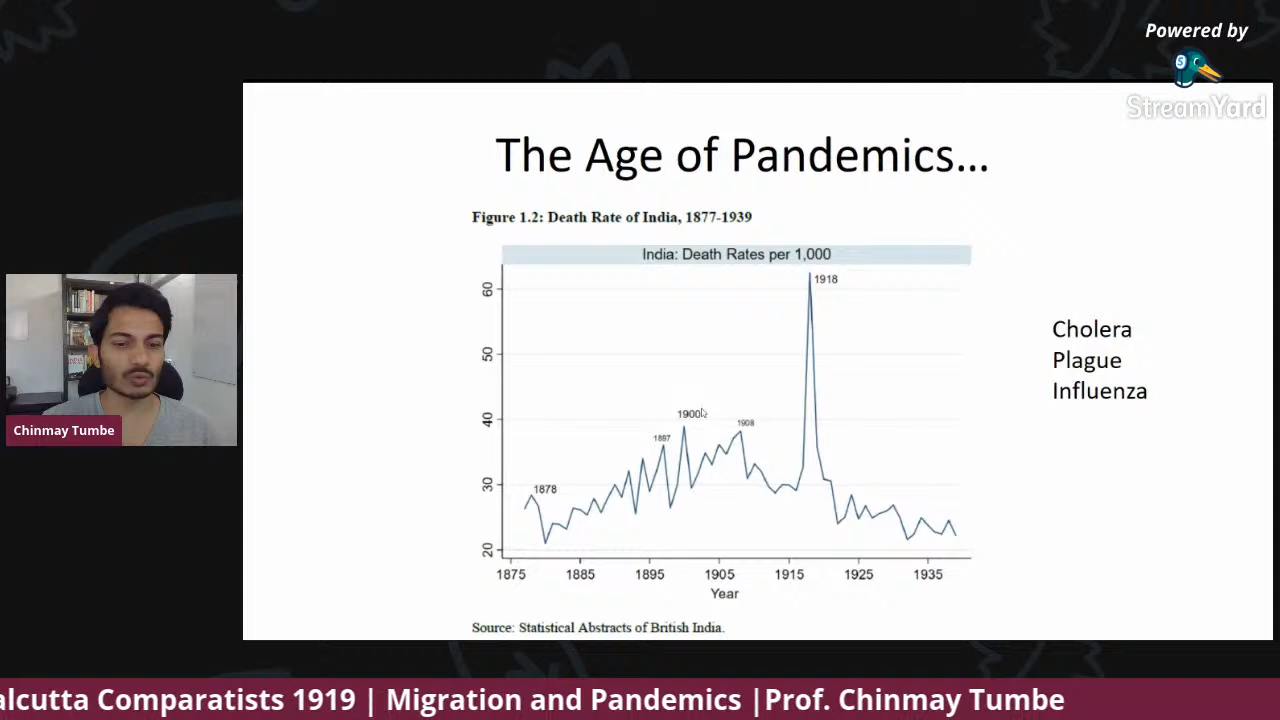 Powered by
StreamYard
The Age of Pandemics...
Figure 1.2: Death Rate of India, 1877-1939
India: Death Rates per 1,000
60
50
40
30
20
1878
1897
1900
1908
1918
1875
1885
1895
1905
1915
1925
1935
Year
Source: Statistical Abstracts of British India.
Cholera
Plague
Influenza
Chinmay Tumbe
alcutta Comparatists 1919 | Migration and Pandemics |Prof. Chinmay Tumbe